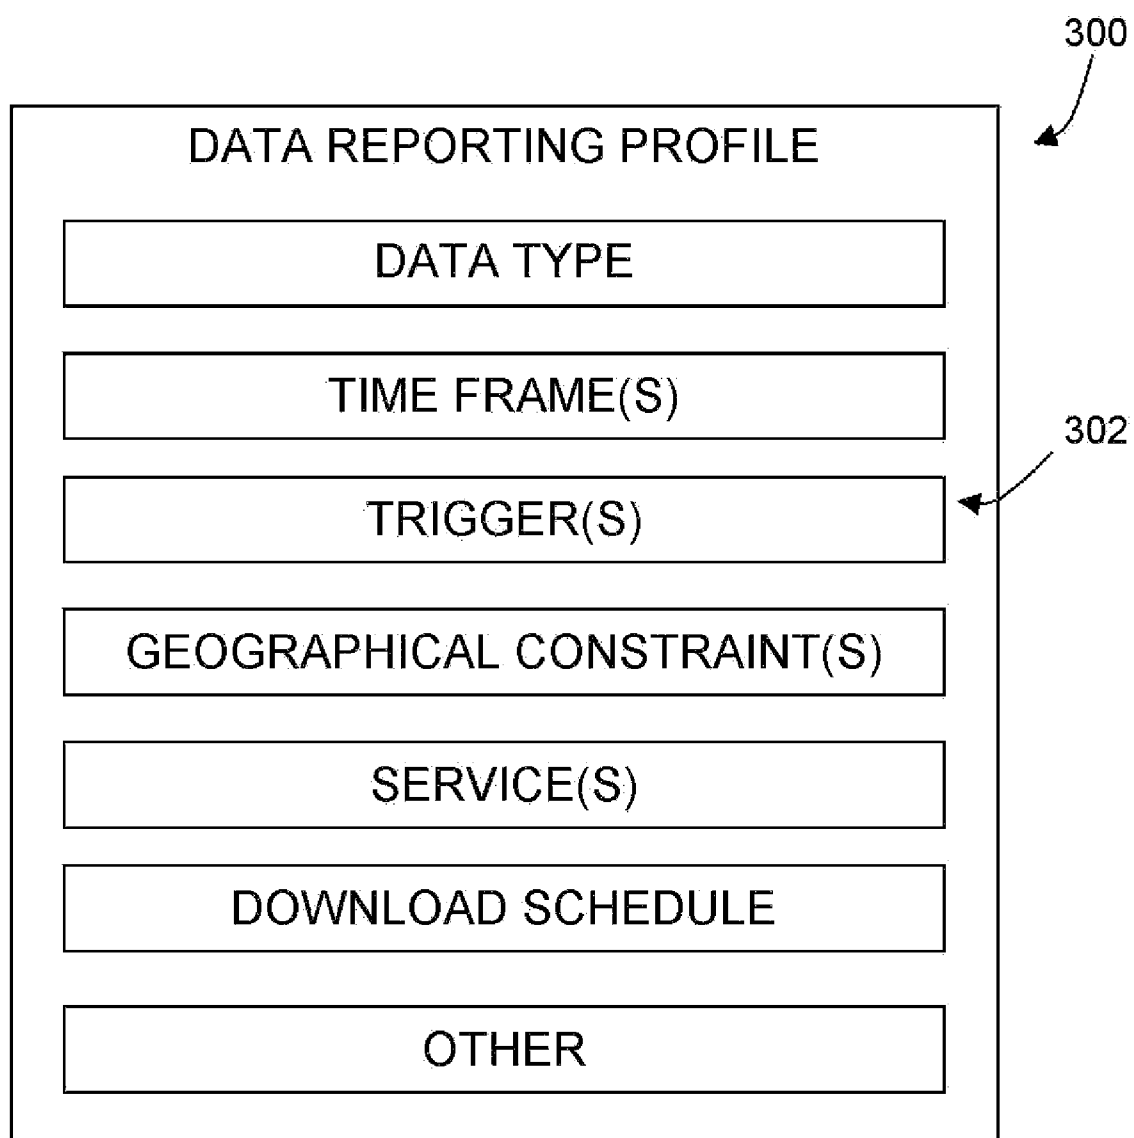 300
DATA REPORTING PROFILE
DATA TYPE
TIME FRAME(S)
302
TRIGGER(S)
GEOGRAPHICAL CONSTRAINT(S)
SERVICE(S)
DOWNLOAD SCHEDULE
OTHER